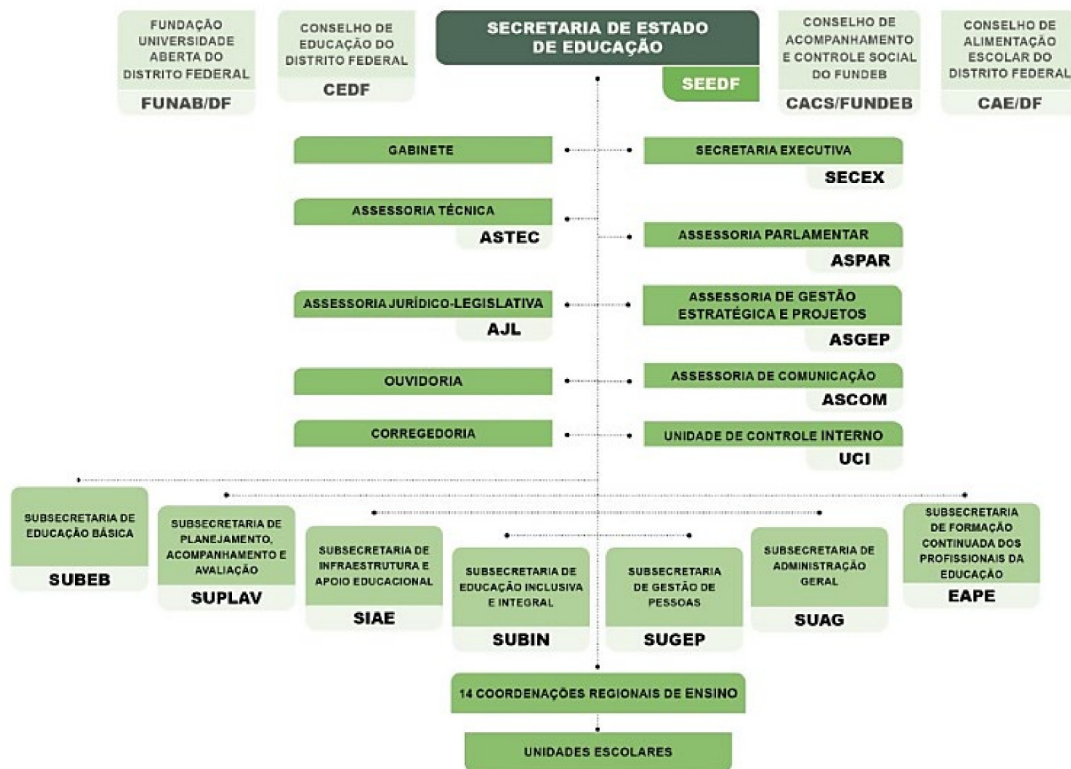 FUNDAÇÃO
UNIVERSIDADE
ABERTA DO
DISTRITO FEDERAL
FUNAB/DF
CONSELHO DE
EDUCAÇÃO DO
DISTRITO FEDERAL
CEDF
SECRETARIA DE ESTADO
DE EDUCAÇÃO
SEEDF
CONSELHO DE
ACOMPANHAMENTO
E CONTROLE SOCIAL
DO FUNDEB
CACS/FUNDEB
CONSELHO DE
ALIMENTAÇÃO
ESCOLAR DO
DISTRITO FEDERAL
CAE/DF
GABINETE
SECRETARIA EXECUTIVA
SECEX
ASSESSORIA TÉCNICA
ASTEC
ASSESSORIA PARLAMENTAR
ASPAR
ASSESSORIA JURÍDICO-LEGISLATIVA
AJL
ASSESSORIA DE GESTÃO
ESTRATÉGICA E PROJETOS
ASGEP
OUVIDORIA
ASSESSORIA DE COMUNICAÇÃO
ASCOM
CORREGEDORIA
UNIDADE DE CONTROLE INTERNO
UCI
SUBSECRETARIA DE
EDUCAÇÃO BÁSICA
SUBEB
SUBSECRETARIA DE
PLANEJAMENTO,
ACOMPANHAMENTO E
AVALIAÇÃO
SUPLAV
SUBSECRETARIA DE
INFRAESTRUTURA E
APOIO EDUCACIONAL
SIAE
SUBSECRETARIA DE
EDUCAÇÃO INCLUSIVA
E INTEGRAL
SUBIN
SUBSECRETARIA
DE GESTÃO DE
PESSOAS
SUGEP
SUBSECRETARIA DE
ADMINISTRAÇÃO
GERAL
SUAG
SUBSECRETARIA
DE FORMAÇÃO
CONTINUADA DOS
PROFISSIONAIS DA
EDUCAÇÃO
EAPE
14 COORDENAÇÕES REGIONAIS DE ENSINO
UNIDADES ESCOLARES